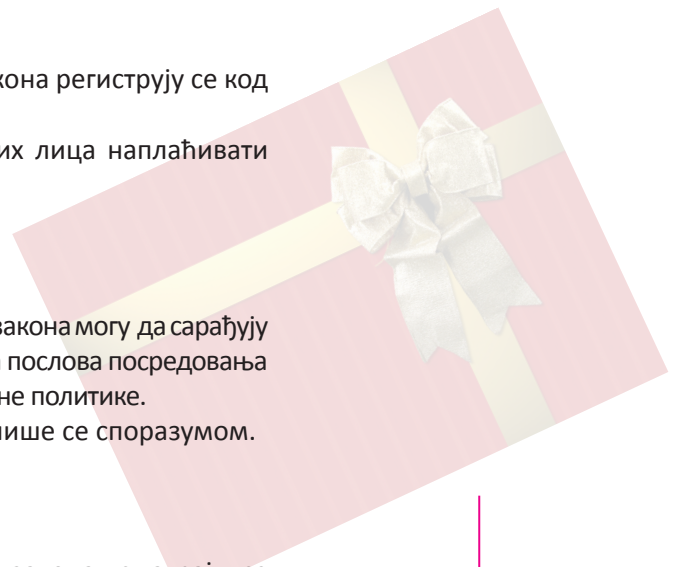 кона региструју се код
их лица наплаћивати
закона могу да сарађују
послова посредовања
не политике.
ише се споразумом.